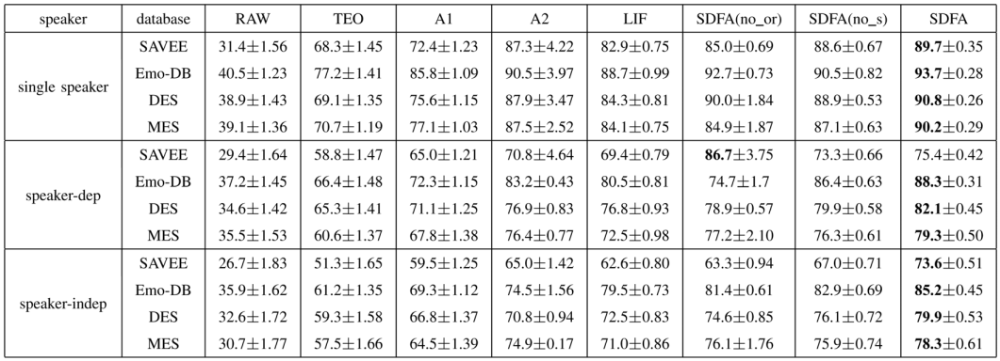 speaker database RAW TEO A1 A2 LIF SDFA(no_or) SDFA(no_s) SDFA
SAVEE 31.4±1.56 68.3±1.45 72.4±1.23 87.3±4.22 82.9±0.75 85.0±0.69 88.6±0.67 89.7±0.35
Emo-DB 40.5±1.23 77.2±1.41 85.8±1.09 90.5±3.97 88.7±0.99 92.7±0.73 90.5±0.82 93.7±0.28
single speaker
DES 38.9±1.43 69.1±1.35 75.6±1.15 87.9±3.47 84.3±0.81 90.0±1.84 88.9±0.53 90.8±0.26
MES 39.1±1.36 70.7±1.19 77.1±1.03 87.5±2.52 84.1±0.75 84.9±1.87 87.1±0.63 90.2±0.29
SAVEE 29.4±1.64 58.8±1.47 65.0±1.21 70.8±4.64 69.4±0.79 86.7±3.75 73.3±0.66 75.4±0.42
Emo-DB 37.2±1.45 66.4±1.48 72.3±1.15 83.2±0.43 80.5±0.81 74.7±1.7 86.4±0.63 88.3±0.31
speaker-dep
DES 34.6±1.42 65.3±1.41 71.1±1.25 76.9±0.83 76.8±0.93 78.9±0.57 79.9±0.58 82.1±0.45
MES 35.5±1.53 60.6±1.37 67.8±1.38 76.4±0.77 72.5±0.98 77.2±2.10 76.3±0.61 79.3±0.50
SAVEE 26.7±1.83 51.3±1.65 59.5±1.25 65.0±1.42 62.6±0.80 63.3±0.94 67.0±0.71 73.6±0.51
Emo-DB 35.9±1.62 61.2±1.35 69.3±1.12 74.5±1.56 79.5±0.73 81.4±0.61 82.9±0.69 85.2±0.45
speaker-indep
DES 32.6±1.72 59.3±1.58 66.8±1.37 70.8±0.94 72.5±0.83 74.6±0.85 76.1±0.72 79.9±0.53
MES 30.7±1.77 57.5±1.66 64.5±1.39 74.9±0.17 71.0±0.86 76.1±1.76 75.9±0.74 78.3±0.61